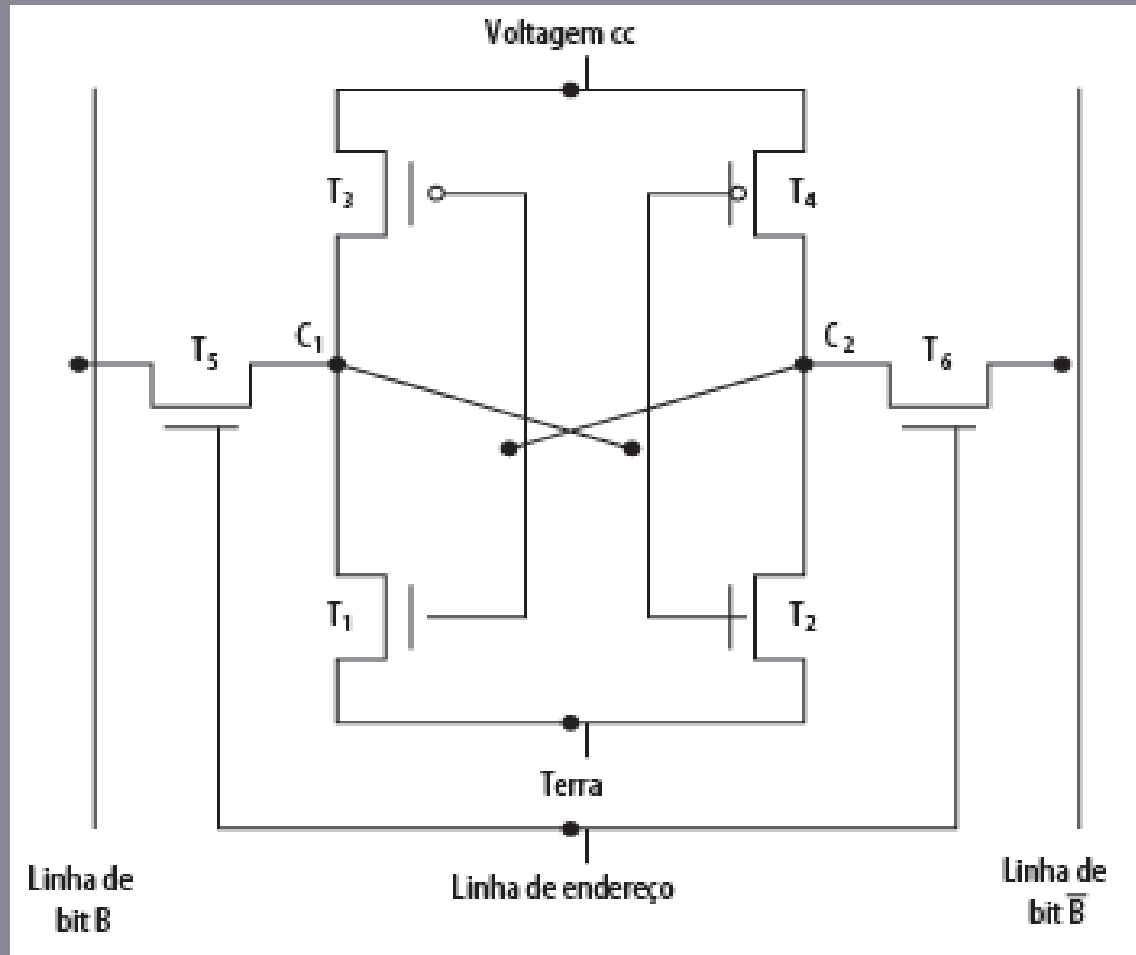 Voltagem cc
T₃
T₄
T₅
C₁
C₂
T₆
T₁
T₂
Terra
Linha de endereço
Linha de
bit B
Linha de
bit B̅